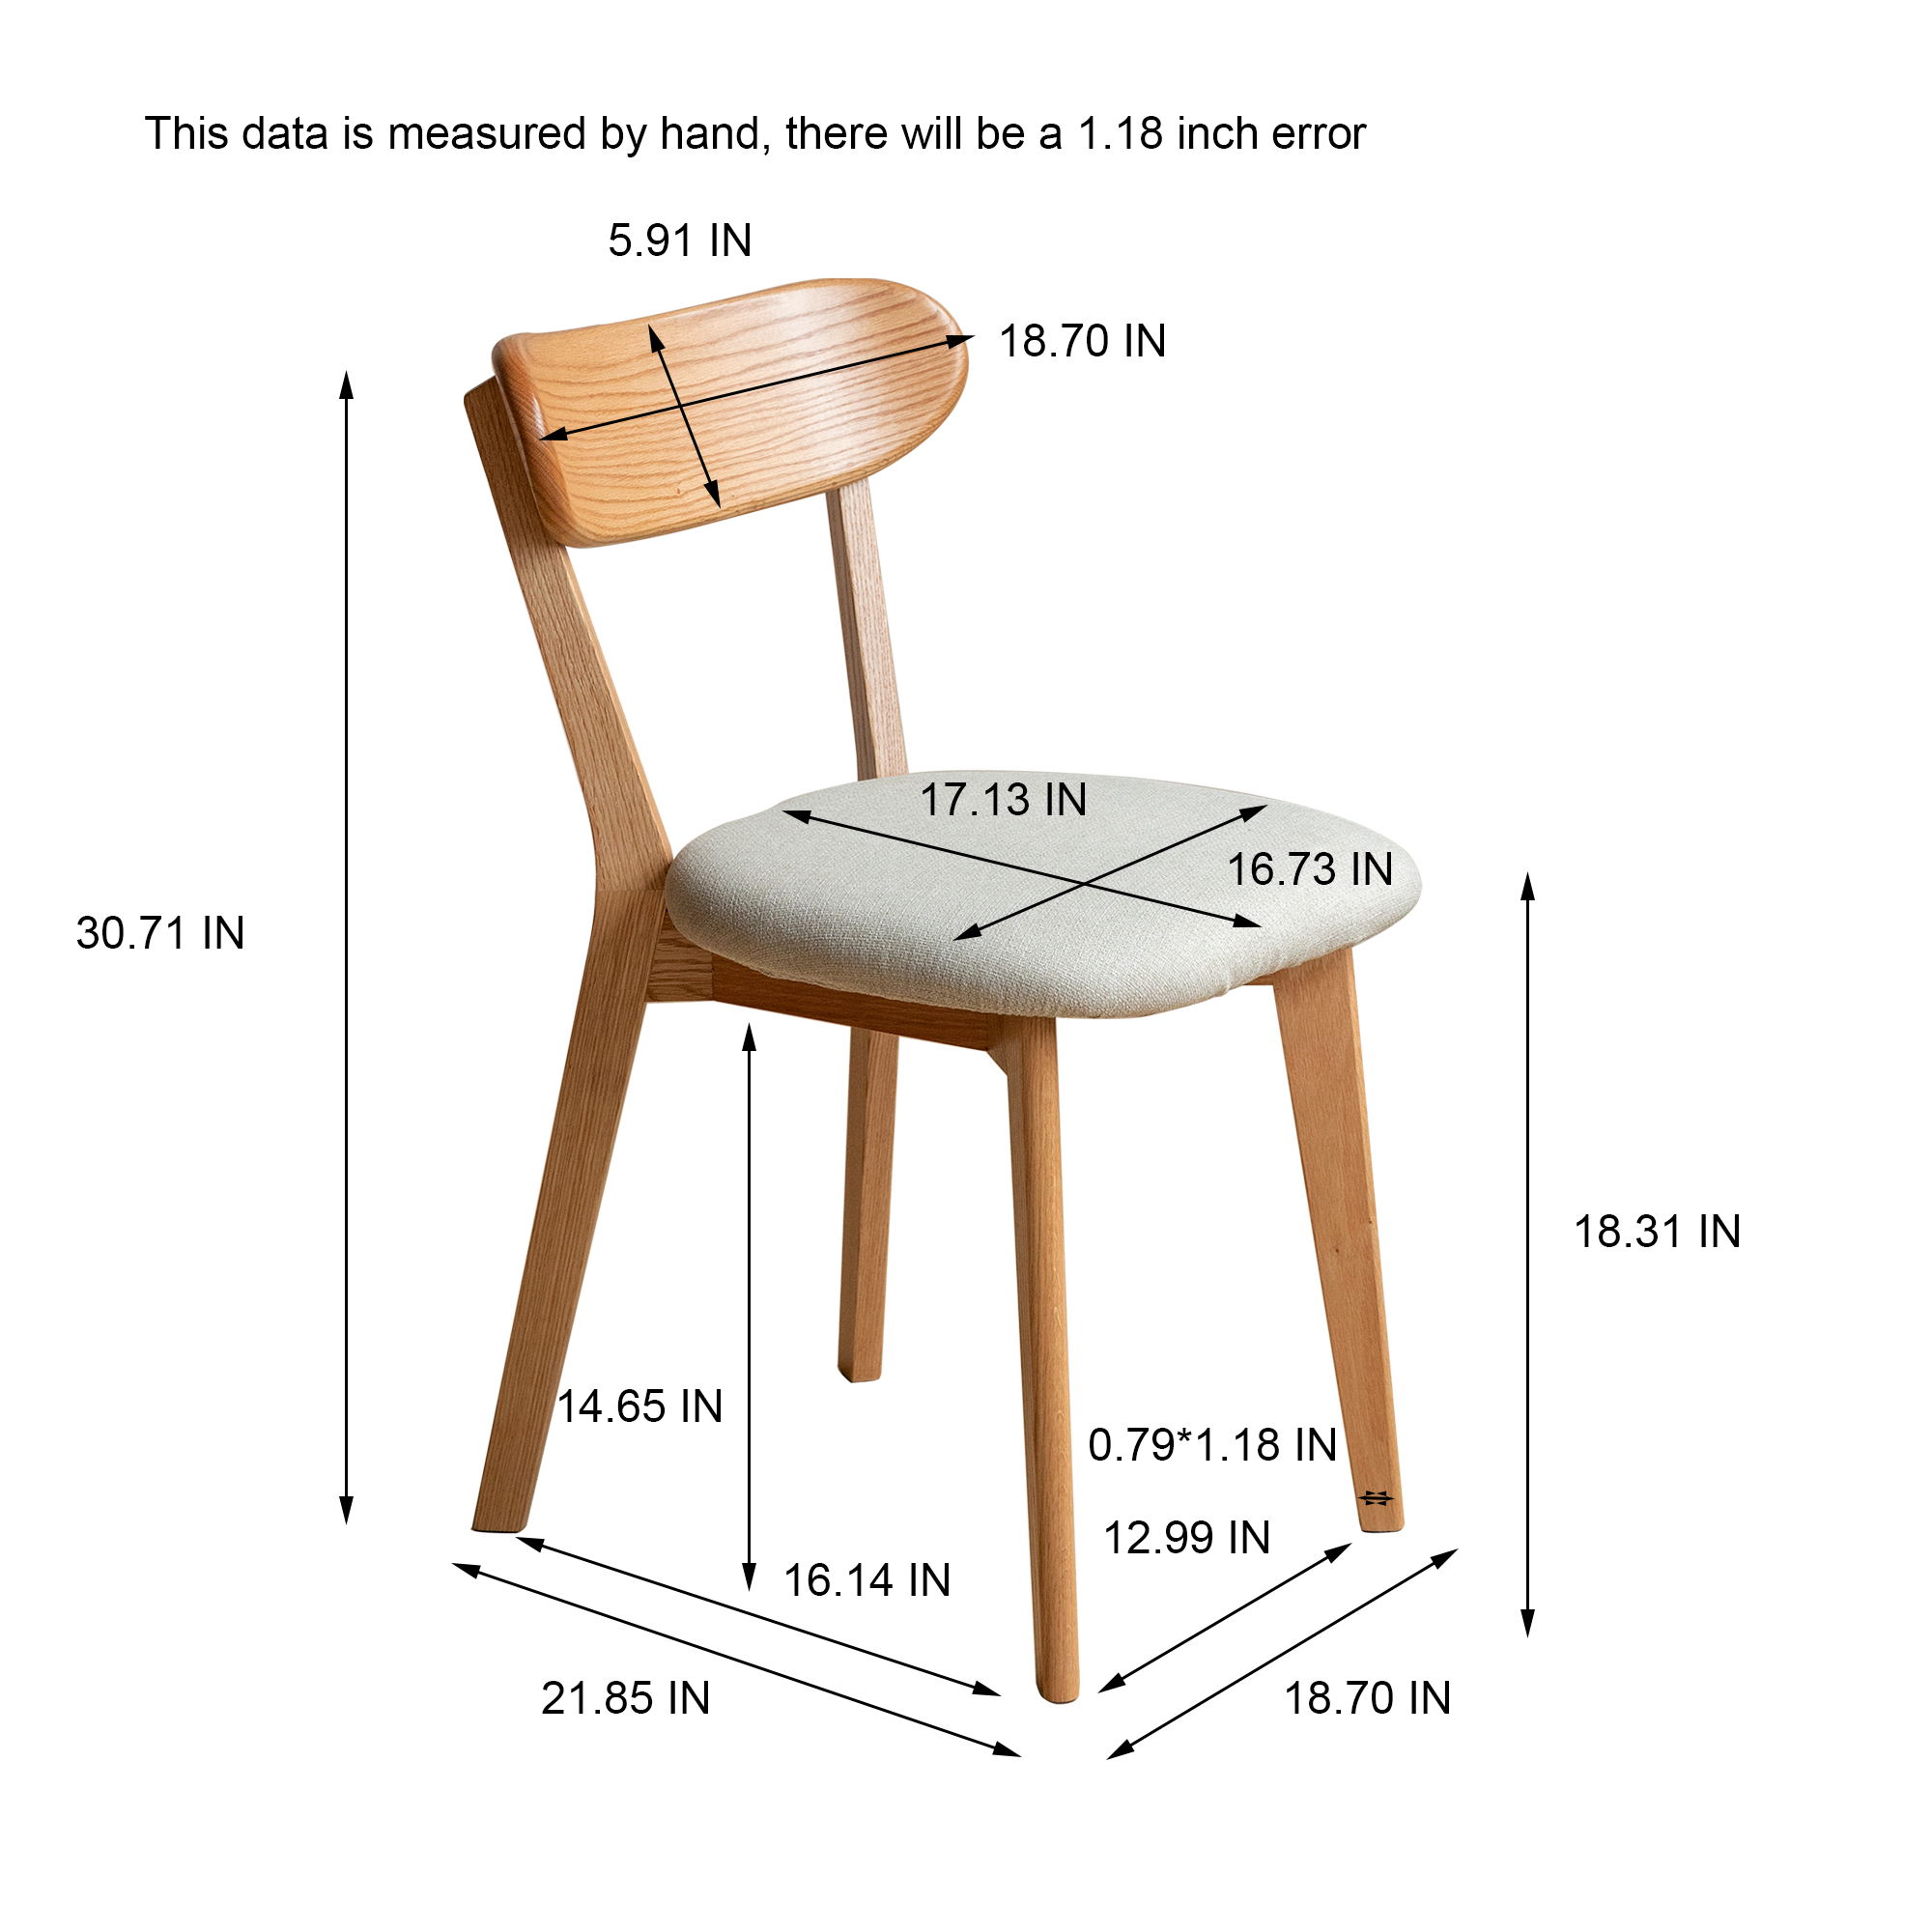 This data is measured by hand, there will be a 1.18 inch error
5.91 IN
18.70 IN
17.13 IN
16.73 IN
30.71 IN
18.31 IN
14.65 IN
0.79*1.18 IN
12.99 IN
16.14 IN
21.85 IN
18.70 IN